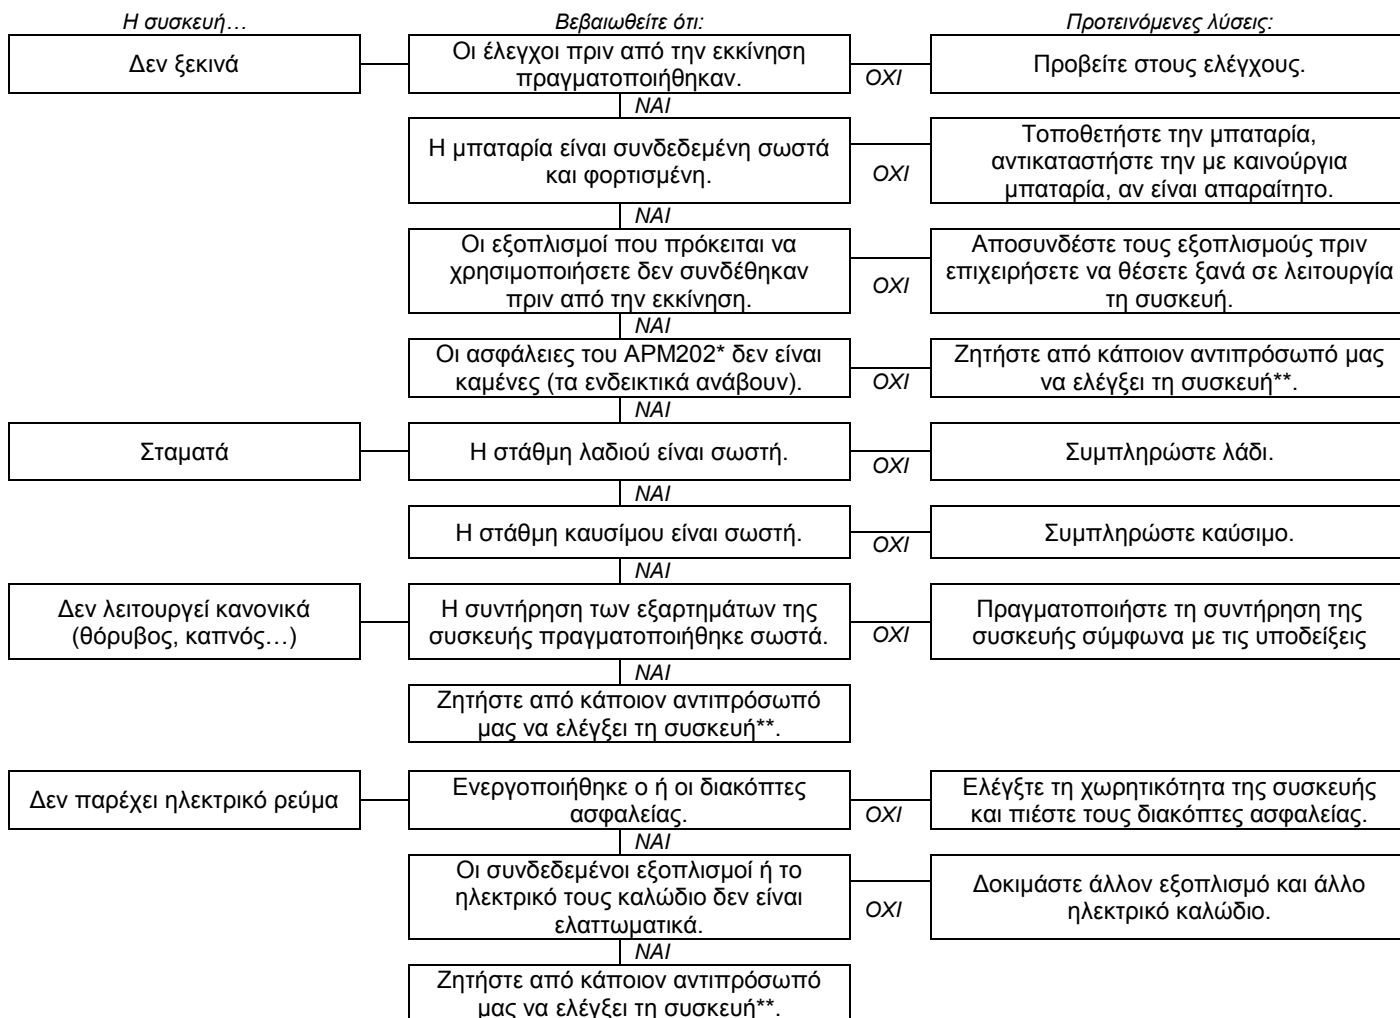 Η συσκευή…
Βεβαιωθείτε ότι:
Προτεινόμενες λύσεις:
Δεν ξεκινά
Οι έλεγχοι πριν από την εκκίνηση
πραγματοποιήθηκαν.
ΟΧΙ
Προβείτε στους ελέγχους.
ΝΑΙ
Η μπαταρία είναι συνδεδεμένη σωστά
και φορτισμένη.
ΟΧΙ
Τοποθετήστε την μπαταρία,
αντικαταστήστε την με καινούργια
μπαταρία, αν είναι απαραίτητο.
ΝΑΙ
Οι εξοπλισμοί που πρόκειται να
χρησιμοποιήσετε δεν συνδέθηκαν
πριν από την εκκίνηση.
ΟΧΙ
Αποσυνδέστε τους εξοπλισμούς πριν
επιχειρήσετε να θέσετε ξανά σε λειτουργία
τη συσκευή.
ΝΑΙ
Οι ασφάλειες του APM202* δεν είναι
καμένες (τα ενδεικτικά ανάβουν).
ΟΧΙ
Ζητήστε από κάποιον αντιπρόσωπό μας
να ελέγξει τη συσκευή**.
ΝΑΙ
Σταματά
Η στάθμη λαδιού είναι σωστή.
ΟΧΙ
Συμπληρώστε λάδι.
ΝΑΙ
Η στάθμη καυσίμου είναι σωστή.
ΟΧΙ
Συμπληρώστε καύσιμο.
ΝΑΙ
Δεν λειτουργεί κανονικά
(θόρυβος, καπνός…)
Η συντήρηση των εξαρτημάτων της
συσκευής πραγματοποιήθηκε σωστά.
ΟΧΙ
Πραγματοποιήστε τη συντήρηση της
συσκευής σύμφωνα με τις υποδείξεις
ΝΑΙ
Ζητήστε από κάποιον αντιπρόσωπό
μας να ελέγξει τη συσκευή**.
Δεν παρέχει ηλεκτρικό ρεύμα
Ενεργοποιήθηκε ο ή οι διακόπτες
ασφαλείας.
ΟΧΙ
Ελέγξτε τη χωρητικότητα της συσκευής
και πιέστε τους διακόπτες ασφαλείας.
ΝΑΙ
Οι συνδεδεμένοι εξοπλισμοί ή το
ηλεκτρικό τους καλώδιο δεν είναι
ελαττωματικά.
ΟΧΙ
Δοκιμάστε άλλον εξοπλισμό και άλλο
ηλεκτρικό καλώδιο.
ΝΑΙ
Ζητήστε από κάποιον αντιπρόσωπό
μας να ελέγξει τη συσκευή**.